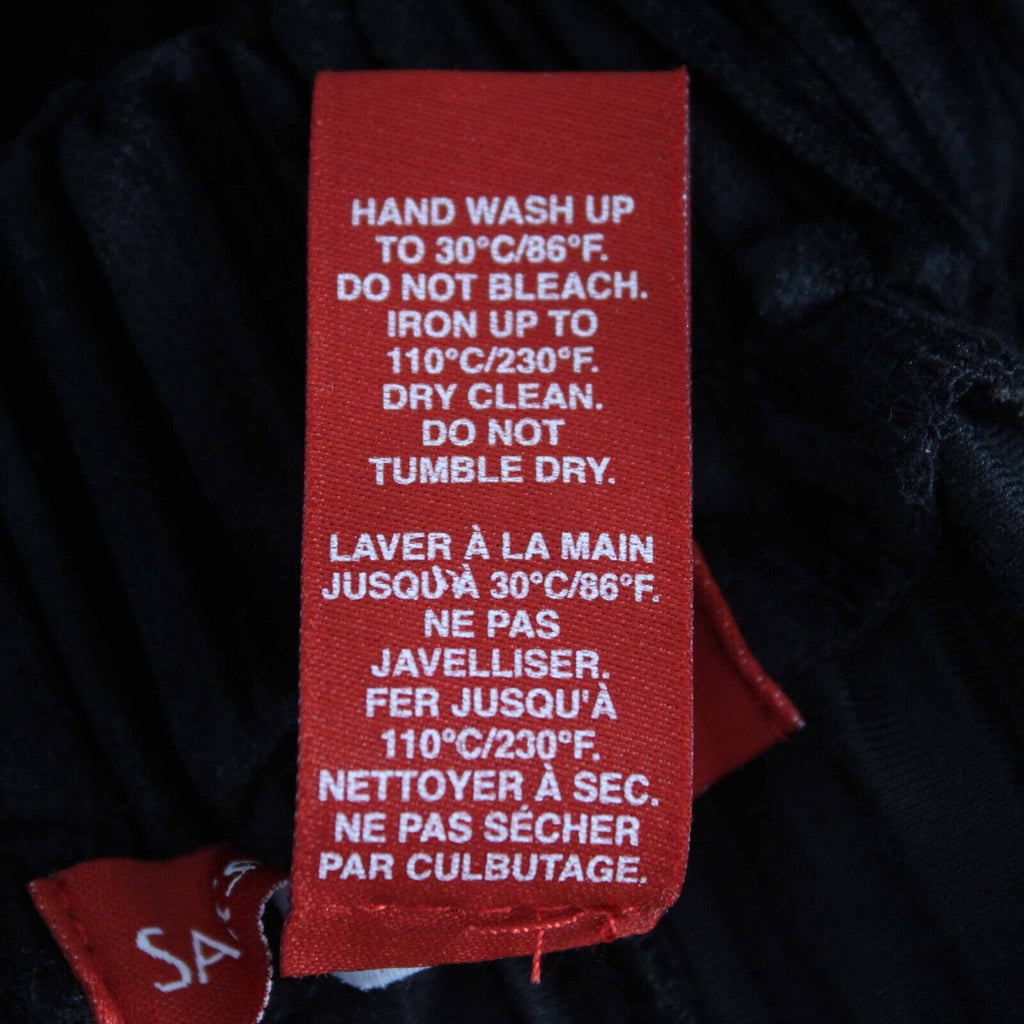 HAND WASH UP
TO 30°C/86°F.
DO NOT BLEACH.
IRON UP TO
110°C/230°F.
DRY CLEAN.
DO NOT
TUMBLE DRY.
LAVER À LA MAIN
JUSQU'À 30°C/86°F.
NE PAS
JAVELLISER.
FER JUSQU'À
110°C/230°F.
NETTOYER À SEC.
NE PAS SÉCHER
PAR CULBUTAGE.